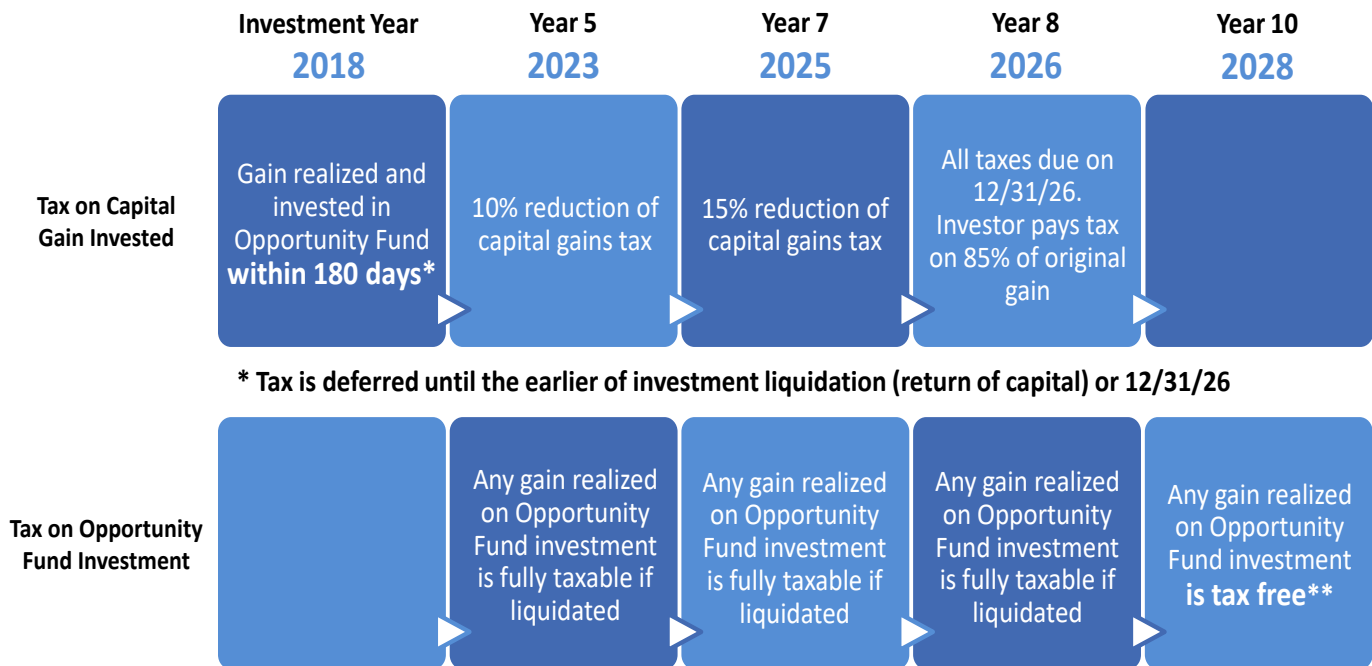 Investment Year
2018
Year 5
2023
Year 7
2025
Year 8
2026
Year 10
2028
Tax on Capital
Gain Invested
Gain realized and
invested in
Opportunity Fund
within 180 days*
10% reduction of
capital gains tax
15% reduction of
capital gains tax
All taxes due on
12/31/26.
Investor pays tax
on 85% of original
gain
* Tax is deferred until the earlier of investment liquidation (return of capital) or 12/31/26
Tax on Opportunity
Fund Investment
Any gain realized
on Opportunity
Fund investment
is fully taxable if
liquidated
Any gain realized
on Opportunity
Fund investment
is fully taxable if
liquidated
Any gain realized
on Opportunity
Fund investment
is fully taxable if
liquidated
Any gain realized
on Opportunity
Fund investment
is tax free**